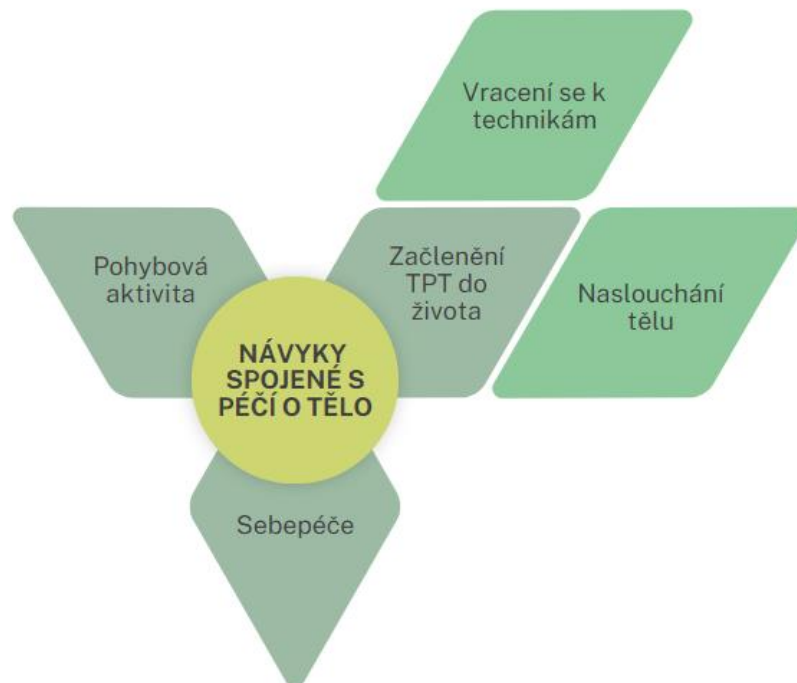 Vracení se k
technikám
Pohybová
aktivita
Začlenění
TPT do
života
Naslouchání
tělu
NÁVYKY
SPOJENÉ S
PÉČÍ O TĚLO
Sebepéče